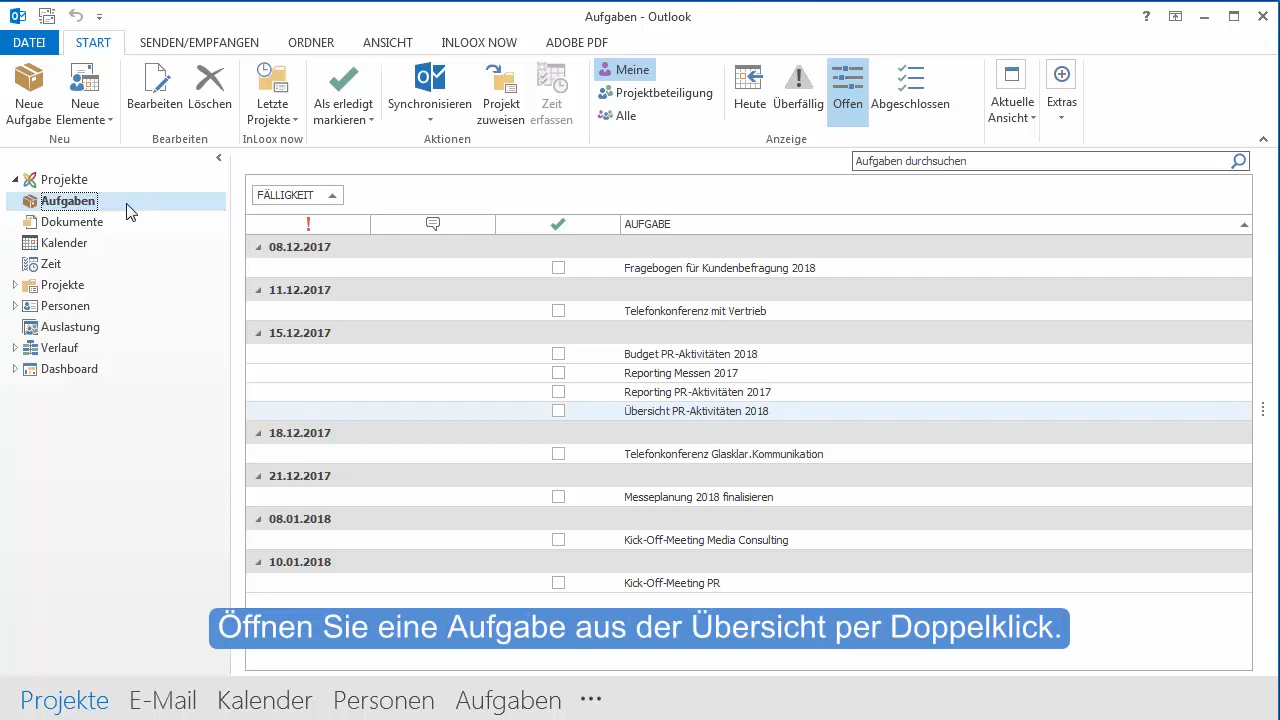 Aufgaben - Outlook
?
DATEI START SENDEN/EMPFANGEN ORDNER ANSICHT INLOOX NOW ADOBE PDF
Neue Aufgabe
Neue Elemente
Neu
Bearbeiten
Löschen
Bearbeiten
Letzte Projekte
InLoox now
Als erledigt markieren
Synchronisieren
Projekt zuweisen
Zeit erfassen
Aktionen
Meine
Projektbeteiligung
Alle
Heute
Überfällig
Offen
Abgeschlossen
Anzeige
Aktuelle Ansicht
Extras
Aufgaben durchsuchen
Projekte
Aufgaben
Dokumente
Kalender
Zeit
Projekte
Personen
Auslastung
Verlauf
Dashboard
FÄLLIGKEIT
! AUFGABE
08.12.2017
Fragebogen für Kundenbefragung 2018
11.12.2017
Telefonkonferenz mit Vertrieb
15.12.2017
Budget PR-Aktivitäten 2018
Reporting Messen 2017
Reporting PR-Aktivitäten 2017
Übersicht PR-Aktivitäten 2018
18.12.2017
Telefonkonferenz Glasklar.Kommunikation
21.12.2017
Messeplanung 2018 finalisieren
08.01.2018
Kick-Off-Meeting Media Consulting
10.01.2018
Kick-Off-Meeting PR
Öffnen Sie eine Aufgabe aus der Übersicht per Doppelklick.
Projekte E-Mail Kalender Personen Aufgaben ...